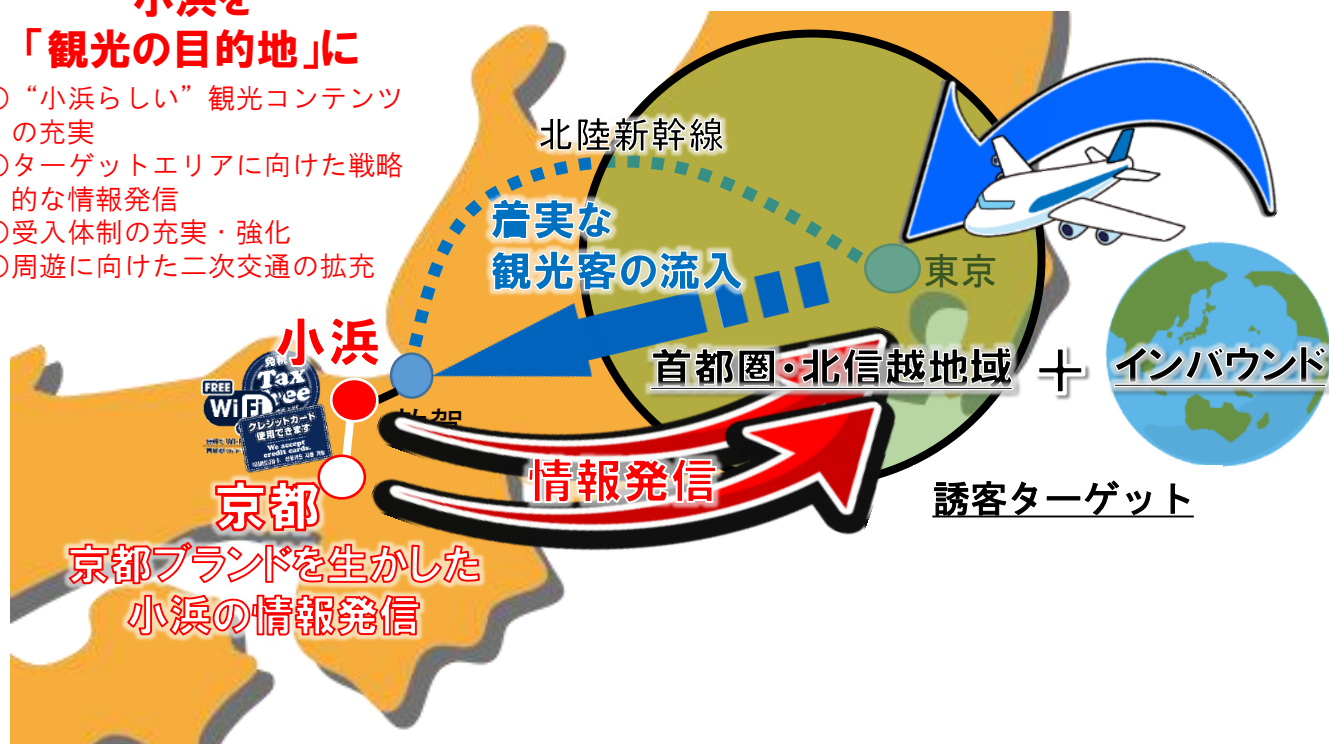 小浜を
「観光の目的地」に
“小浜らしい”観光コンテンツ
の充実
ターゲットエリアに向けた戦略
的な情報発信
受入体制の充実・強化
周遊に向けた二次交通の拡充
北陸新幹線
着実な
観光客の流入
東京
小浜
首都圏・北信越地域 ＋ インバウンド
FREE
Wi Fi
Tax
クレジットカード
使用できます
We accept
credit cards.
情報発信
誘客ターゲット
京都
京都ブランドを生かした
小浜の情報発信